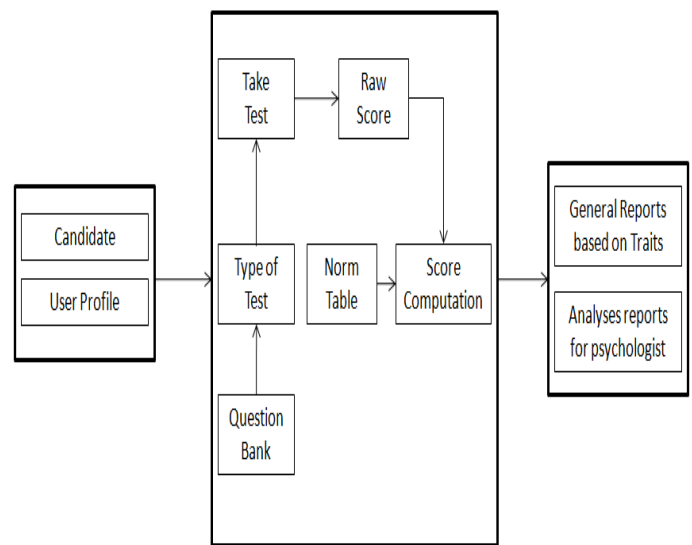 Candidate
User Profile
Take
Test
Raw
Score
Type of
Test
Norm
Table
Score
Computation
Question
Bank
General Reports
based on Traits
Analyses reports
for psychologist